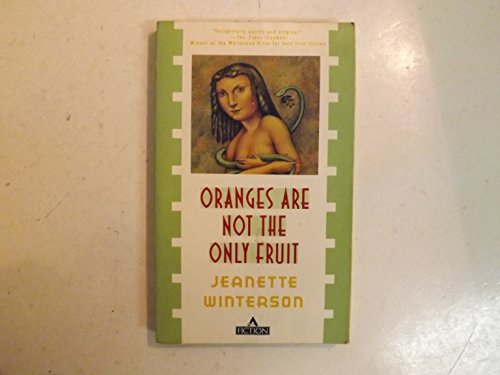 "Delightfully quirky and original"
The Times (London)
Winner of the Whitbread Prize for best first fiction
ORANGES ARE
NOT THE
ONLY FRUIT
JEANETTE
WINTERSON
FICTION